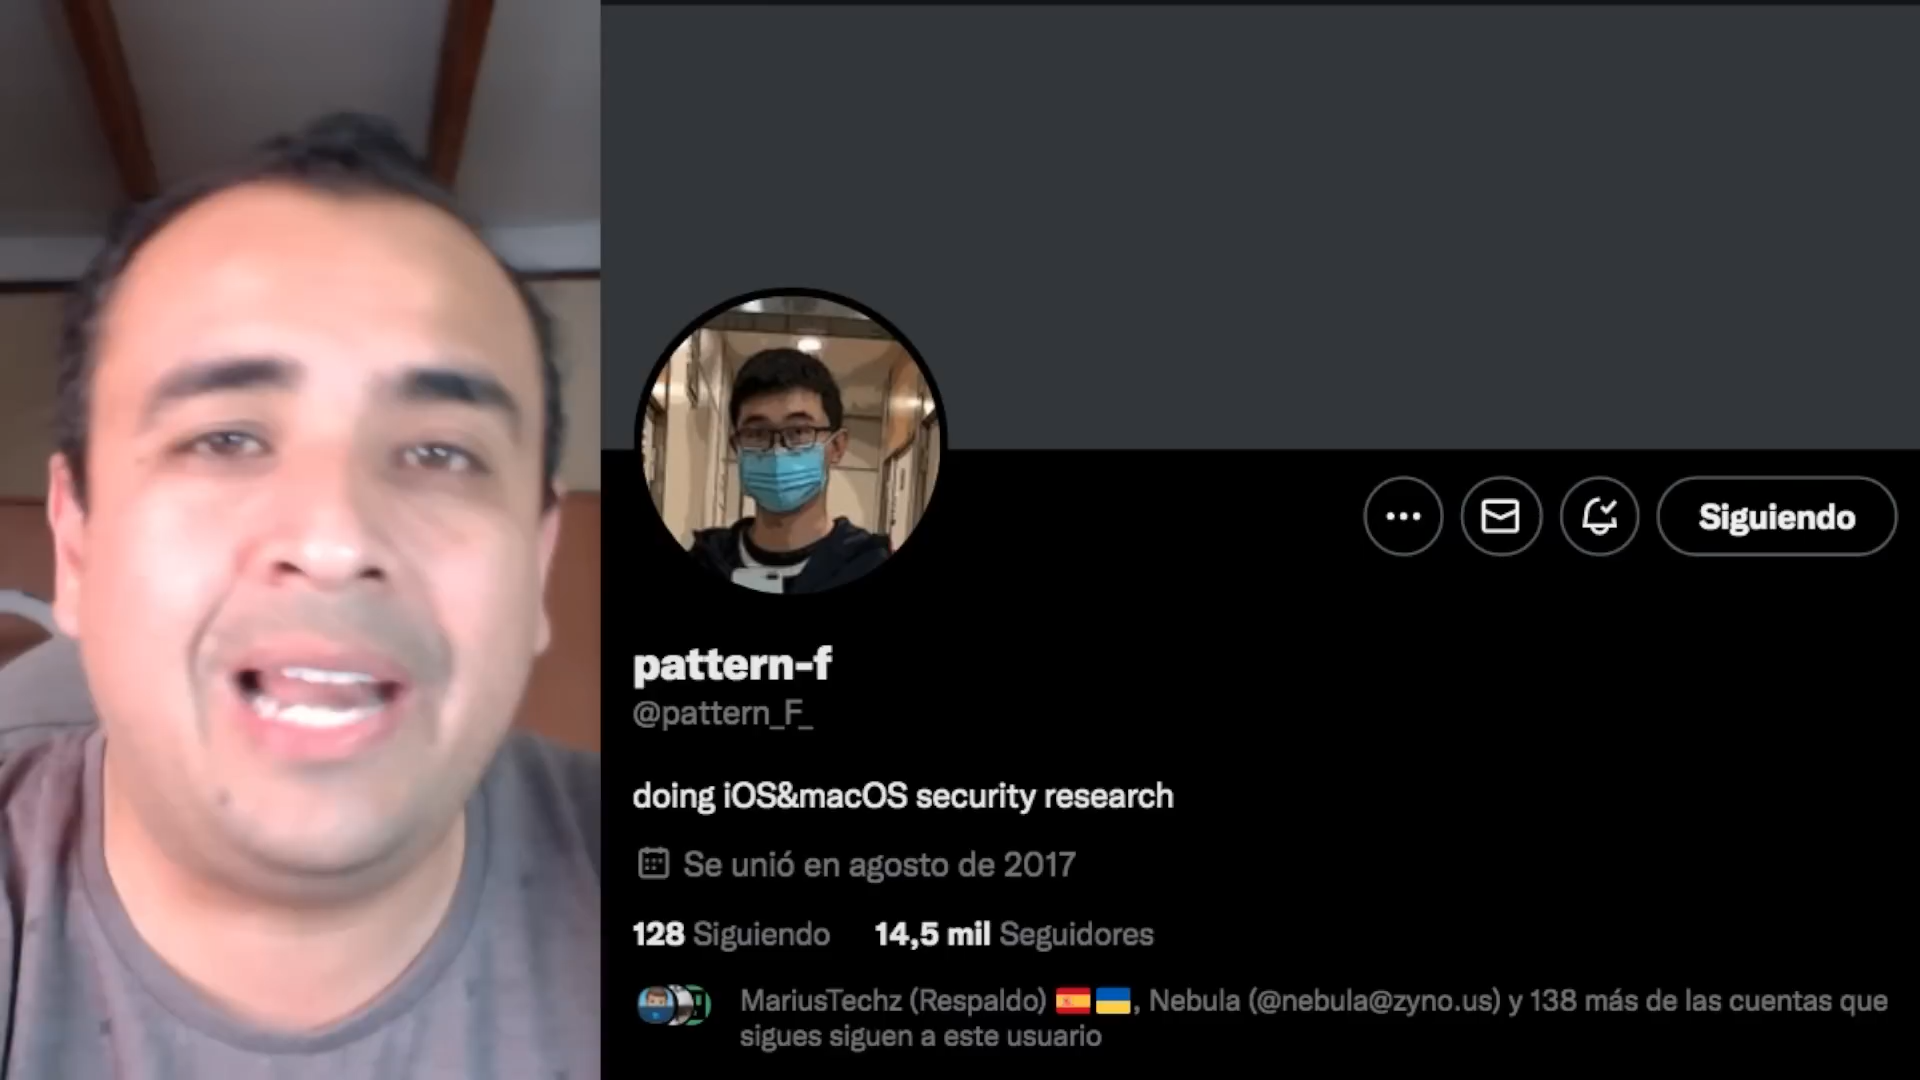 Siguiendo
pattern-f
@pattern_F_
doing iOS&macOS security research
Se unió en agosto de 2017
128 Siguiendo 14,5 mil Seguidores
MariusTechz (Respaldo) 🇪🇸🇺🇦, Nebula (@nebula@zyno.us) y 138 más de las cuentas que
sigues siguen a este usuario